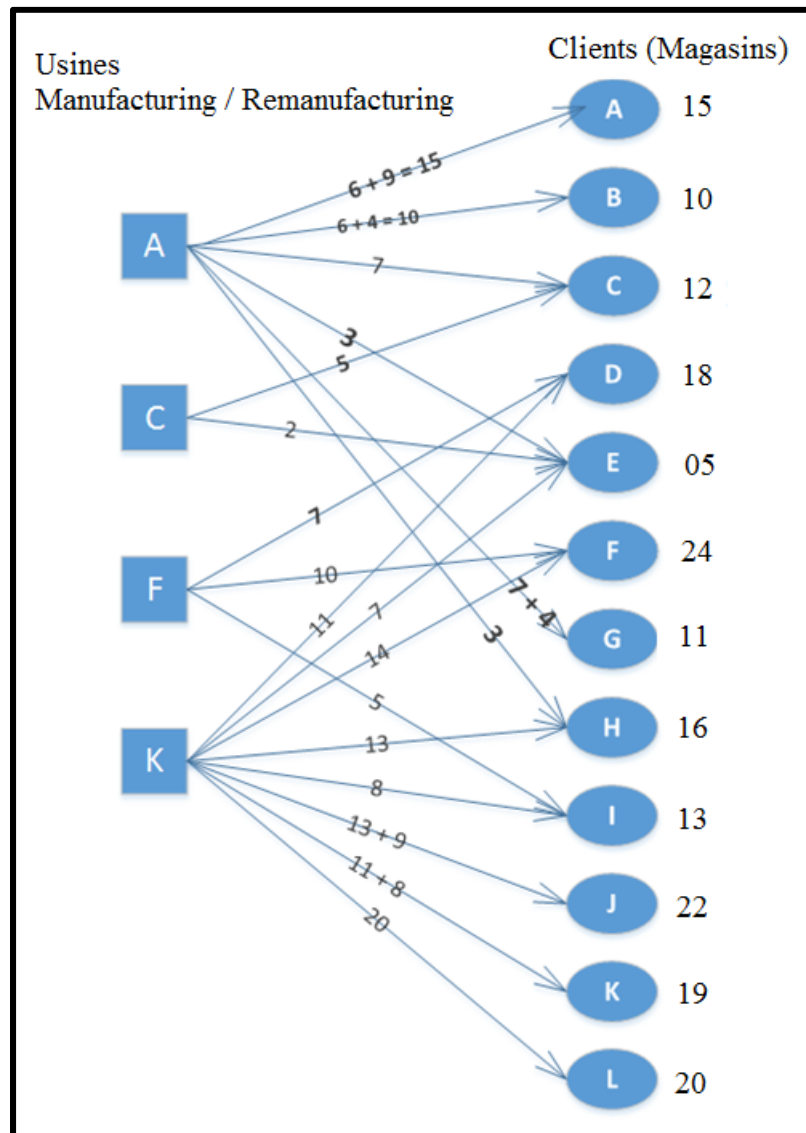 Usines
Manufacturing / Remanufacturing
Clients (Magasins)
A 15
6 + 9 = 15
B 10
A
6 + 4 = 10
7
C 12
3
5
D 18
C
2
E 05
7
F 24
F
10
11
7
7 + 4
G 11
3
14
5
H 16
K
13
8
I 13
13 + 9
11 + 8
J 22
20
K 19
L 20